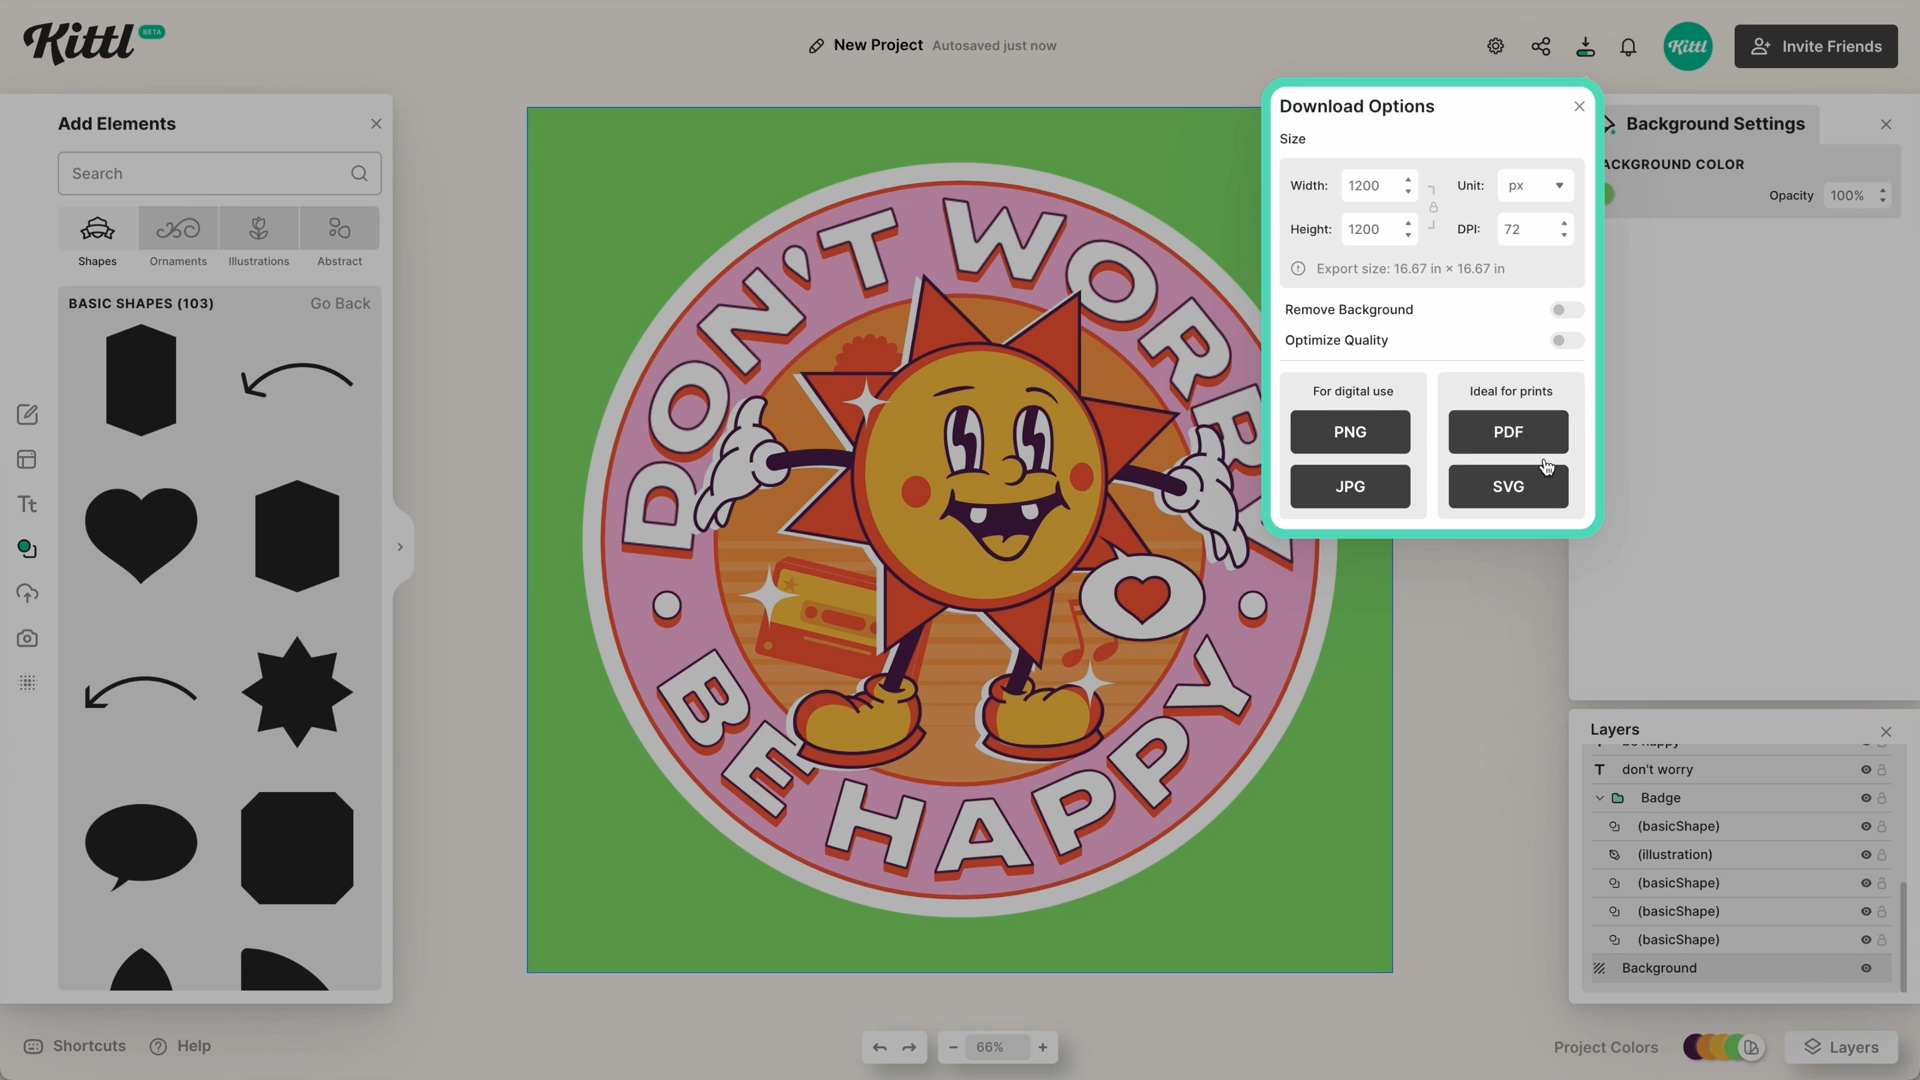 Kittl BETA
New Project Autosaved just now
Kittl
Invite Friends
Add Elements
Search
Shapes Ornaments Illustrations Abstract
BASIC SHAPES (103) Go Back
DON'T WORRY
BE HAPPY
Download Options
Size
Width: 1200 Unit: px
Height: 1200 DPI: 72
Export size: 16.67 in × 16.67 in
Remove Background
Optimize Quality
For digital use Ideal for prints
PNG PDF
JPG SVG
Background Settings
ACKGROUND COLOR
Opacity 100%
Layers
be happy
don't worry
Badge
(basicShape)
(illustration)
(basicShape)
(basicShape)
(basicShape)
Background
Shortcuts Help
66%
Project Colors Layers